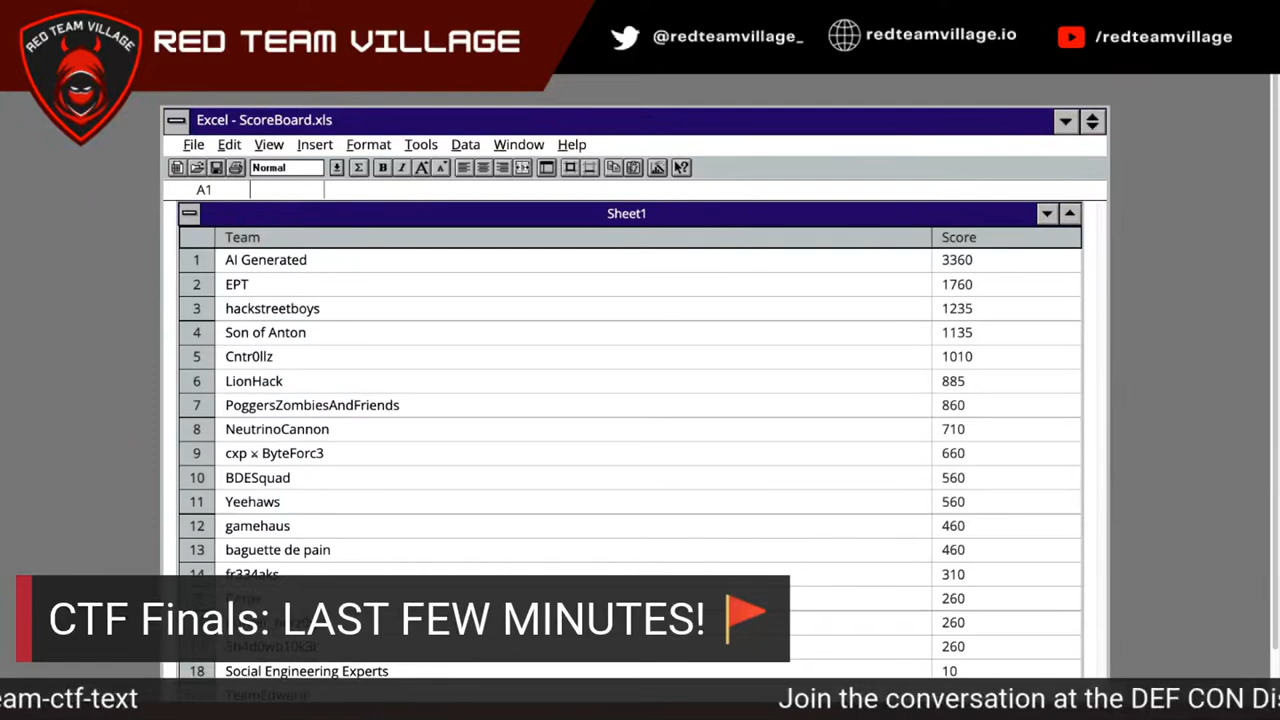 RED TEAM VILLAGE
RED TEAM VILLAGE
@redteamvillage_
redteamvillage.io
/redteamvillage
Excel - ScoreBoard.xls
File Edit View Insert Format Tools Data Window Help
Normal
A1
Sheet1
Team Score
1 AI Generated 3360
2 EPT 1760
3 hackstreetboys 1235
4 Son of Anton 1135
5 Cntr0llz 1010
6 LionHack 885
7 PoggersZombiesAndFriends 860
8 NeutrinoCannon 710
9 cxp ⚔ ByteForc3 660
10 BDESquad 560
11 Yeehaws 560
12 gamehaus 460
13 baguette de pain 460
14 fr334aks 310
260
260
5h4d0wb10k3r 260
18 Social Engineering Experts 10
CTF Finals: LAST FEW MINUTES!
eam-ctf-text
Join the conversation at the DEF CON Dis